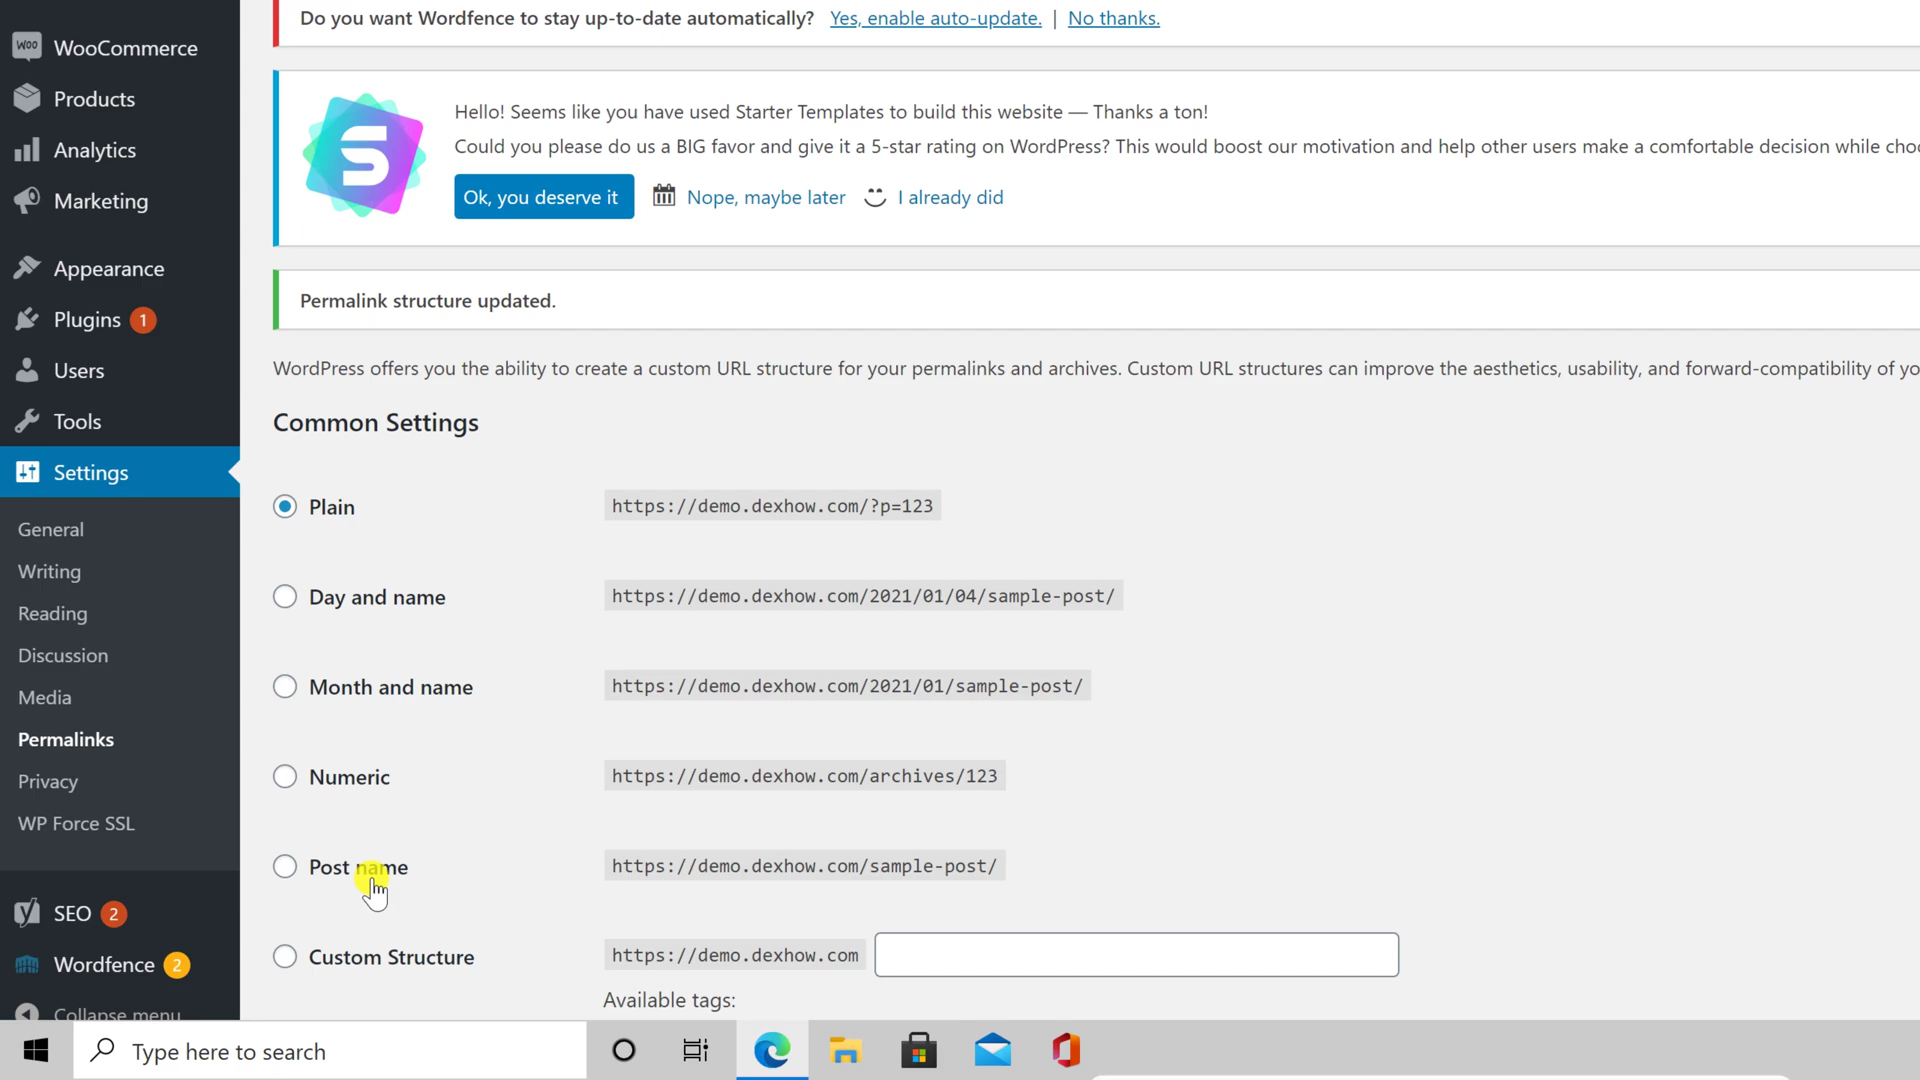 WooCommerce
Products
Analytics
Marketing
Appearance
Plugins 1
Users
Tools
Settings
General
Writing
Reading
Discussion
Media
Permalinks
Privacy
WP Force SSL
SEO 2
Wordfence 2
Collapse menu
Do you want Wordfence to stay up-to-date automatically? Yes, enable auto-update. | No thanks.
Hello! Seems like you have used Starter Templates to build this website — Thanks a ton!
Could you please do us a BIG favor and give it a 5-star rating on WordPress? This would boost our motivation and help other users make a comfortable decision while
Ok, you deserve it Nope, maybe later I already did
Permalink structure updated.
WordPress offers you the ability to create a custom URL structure for your permalinks and archives. Custom URL structures can improve the aesthetics, usability, and forward-compatibility of
Common Settings
Plain https://demo.dexhow.com/?p=123
Day and name https://demo.dexhow.com/2021/01/04/sample-post/
Month and name https://demo.dexhow.com/2021/01/sample-post/
Numeric https://demo.dexhow.com/archives/123
Post name https://demo.dexhow.com/sample-post/
Custom Structure https://demo.dexhow.com
Available tags:
Type here to search